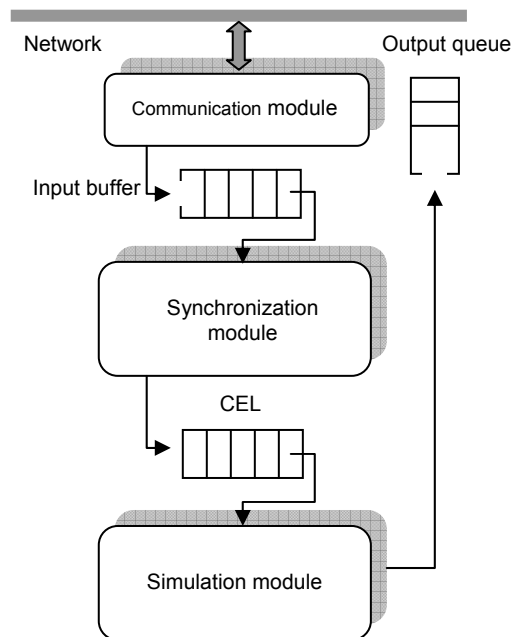 Network
Output queue
Communication module
Input buffer
Synchronization
module
CEL
Simulation module